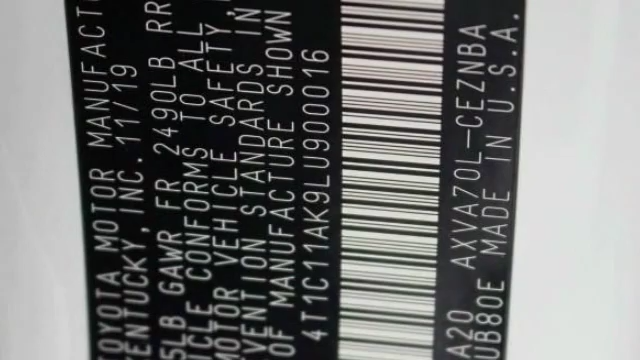 TOYOTA MOTOR MANUFACT
KENTUCKY, INC. 11/19
5LB GAWR FR 2490LB RR
ICLE CONFORMS TO ALL
MOTOR VEHICLE SAFETY,
VENTION STANDARDS IN
OF MANUFACTURE SHOWN
4T1C11AK9LU900016
A20 AXVA70L-CEZNBA
UB80E MADE IN U.S.A.